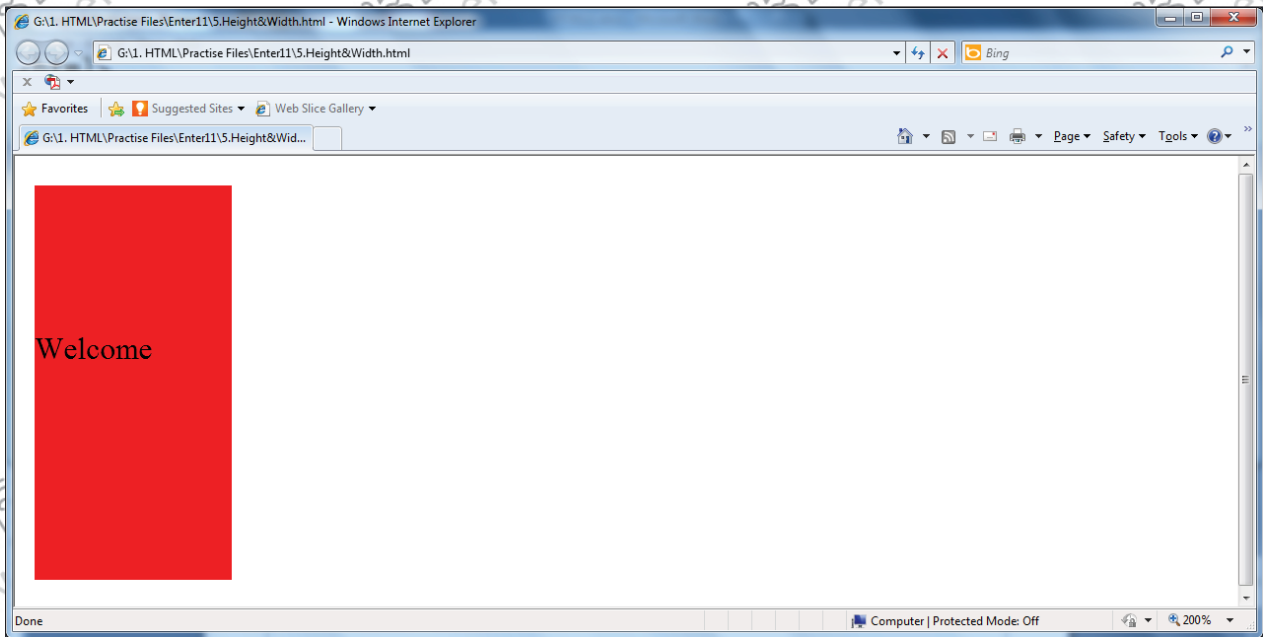 G:\1. HTML\Practise Files\Enter11\5.Height&Width.html - Windows Internet Explorer
G:\1. HTML\Practise Files\Enter11\5.Height&Width.html
Bing
x
Favorites Suggested Sites Web Slice Gallery
G:\1. HTML\Practise Files\Enter11\5.Height&Wid... Page Safety Tools »
Welcome
Done Computer | Protected Mode: Off 200%